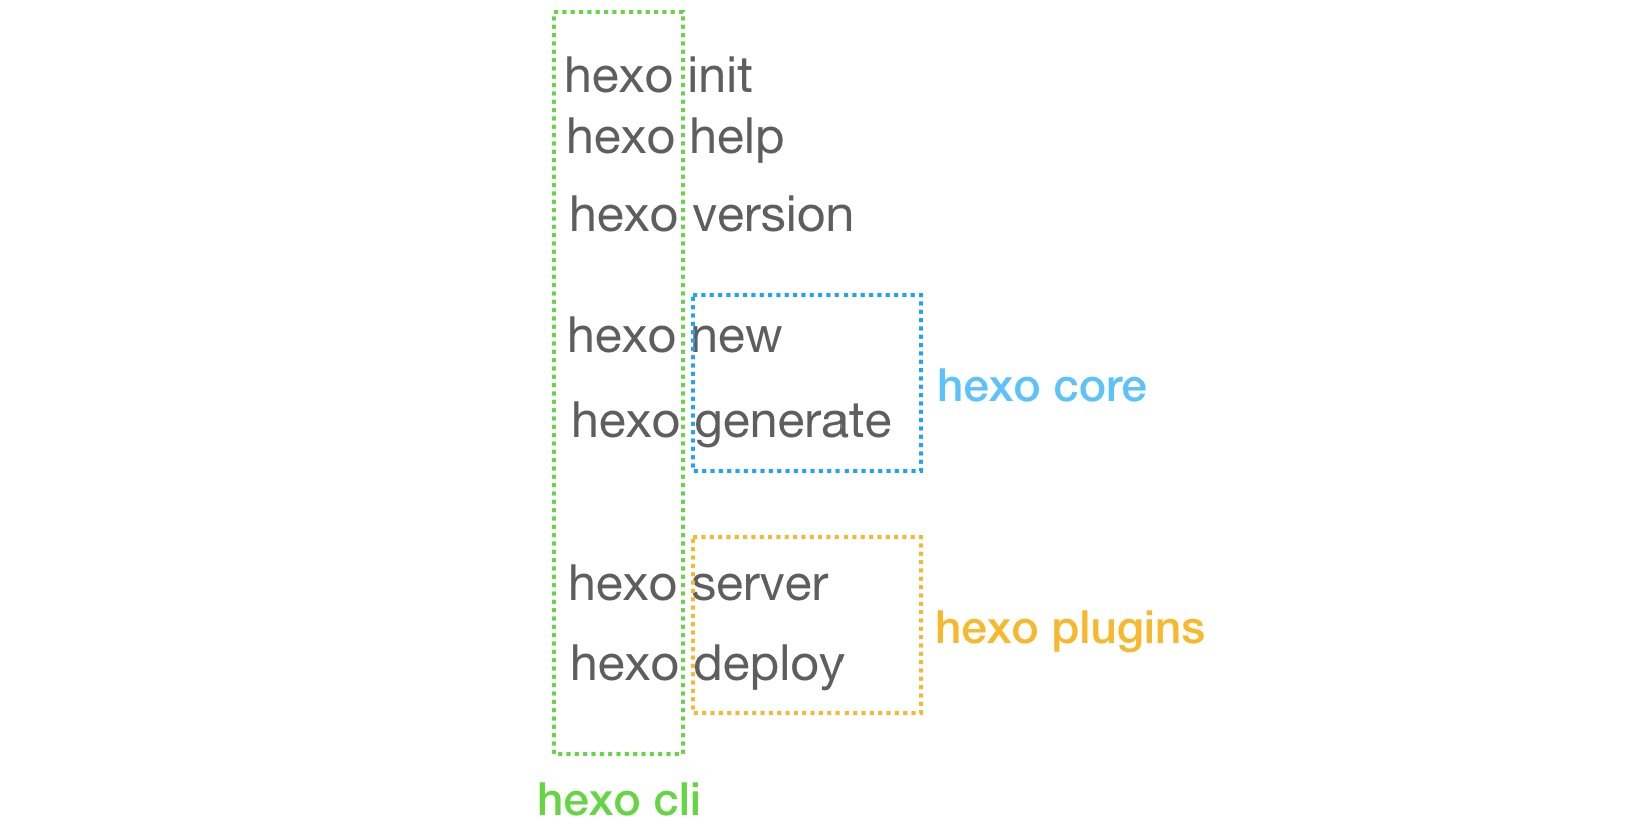 hexo init
hexo help
hexo version
hexo new
hexo core
hexo generate
hexo server
hexo plugins
hexo deploy
hexo cli